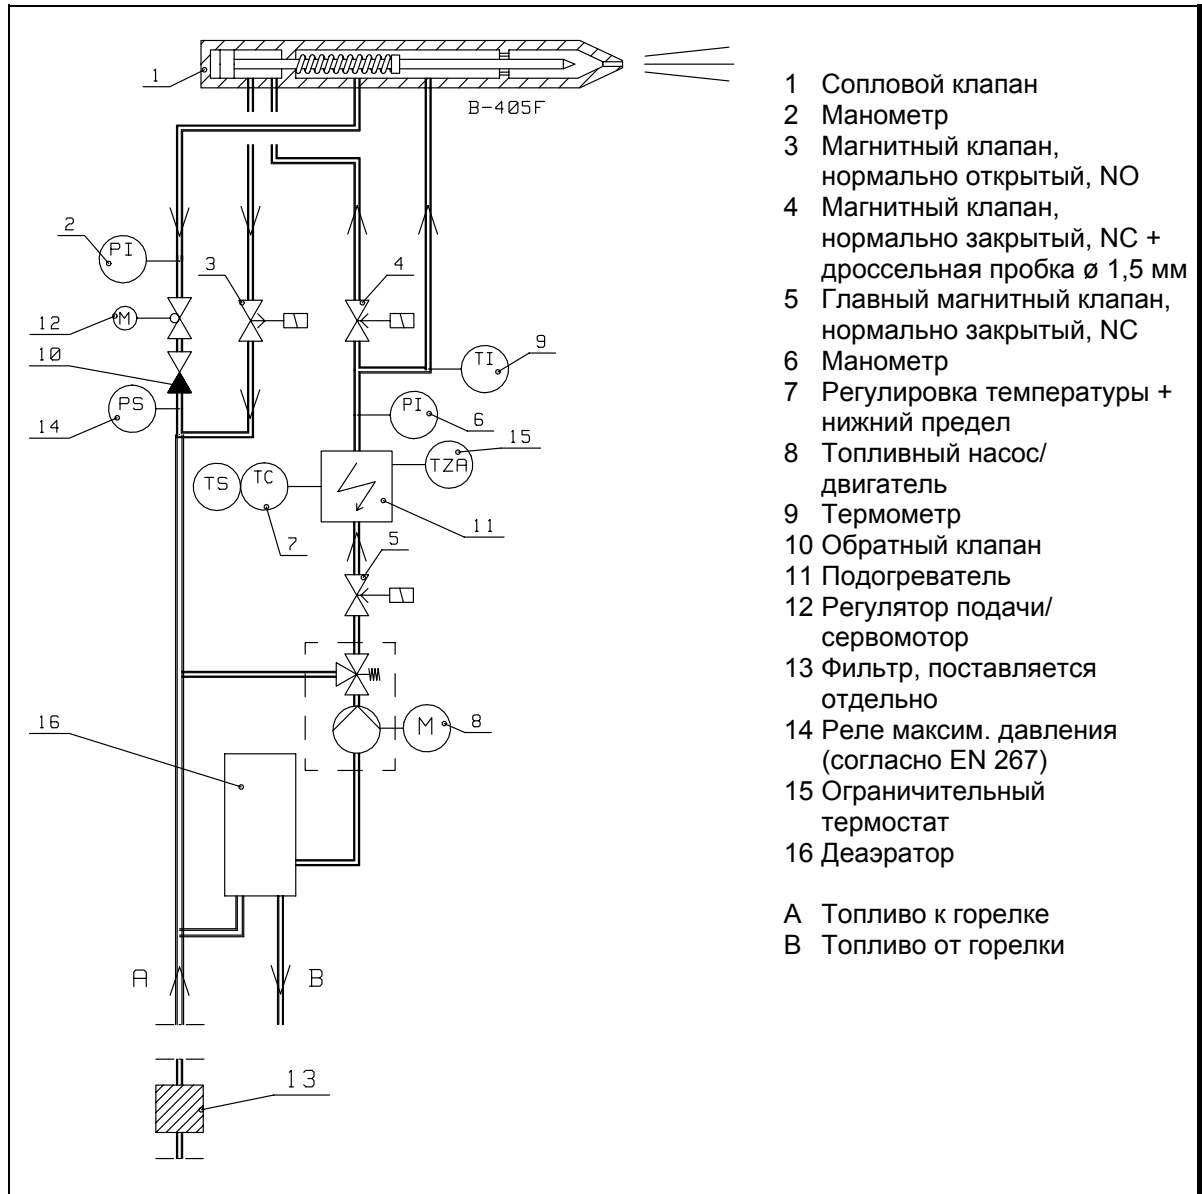 1
B-405F
2
PI
3
4
12
M
10
9
TI
PS
14
PI
6
15
TS
TC
TZA
7
11
5
16
M
8
A
B
13
1 Сопловой клапан
2 Манометр
3 Магнитный клапан,
нормально открытый, NO
4 Магнитный клапан,
нормально закрытый, NC +
дроссельная пробка ø 1,5 мм
5 Главный магнитный клапан,
нормально закрытый, NC
6 Манометр
7 Регулировка температуры +
нижний предел
8 Топливный насос/
двигатель
9 Термометр
10 Обратный клапан
11 Подогреватель
12 Регулятор подачи/
сервомотор
13 Фильтр, поставляется
отдельно
14 Реле максим. давления
(согласно EN 267)
15 Ограничительный
термостат
16 Деаэратор
A Топливо к горелке
B Топливо от горелки